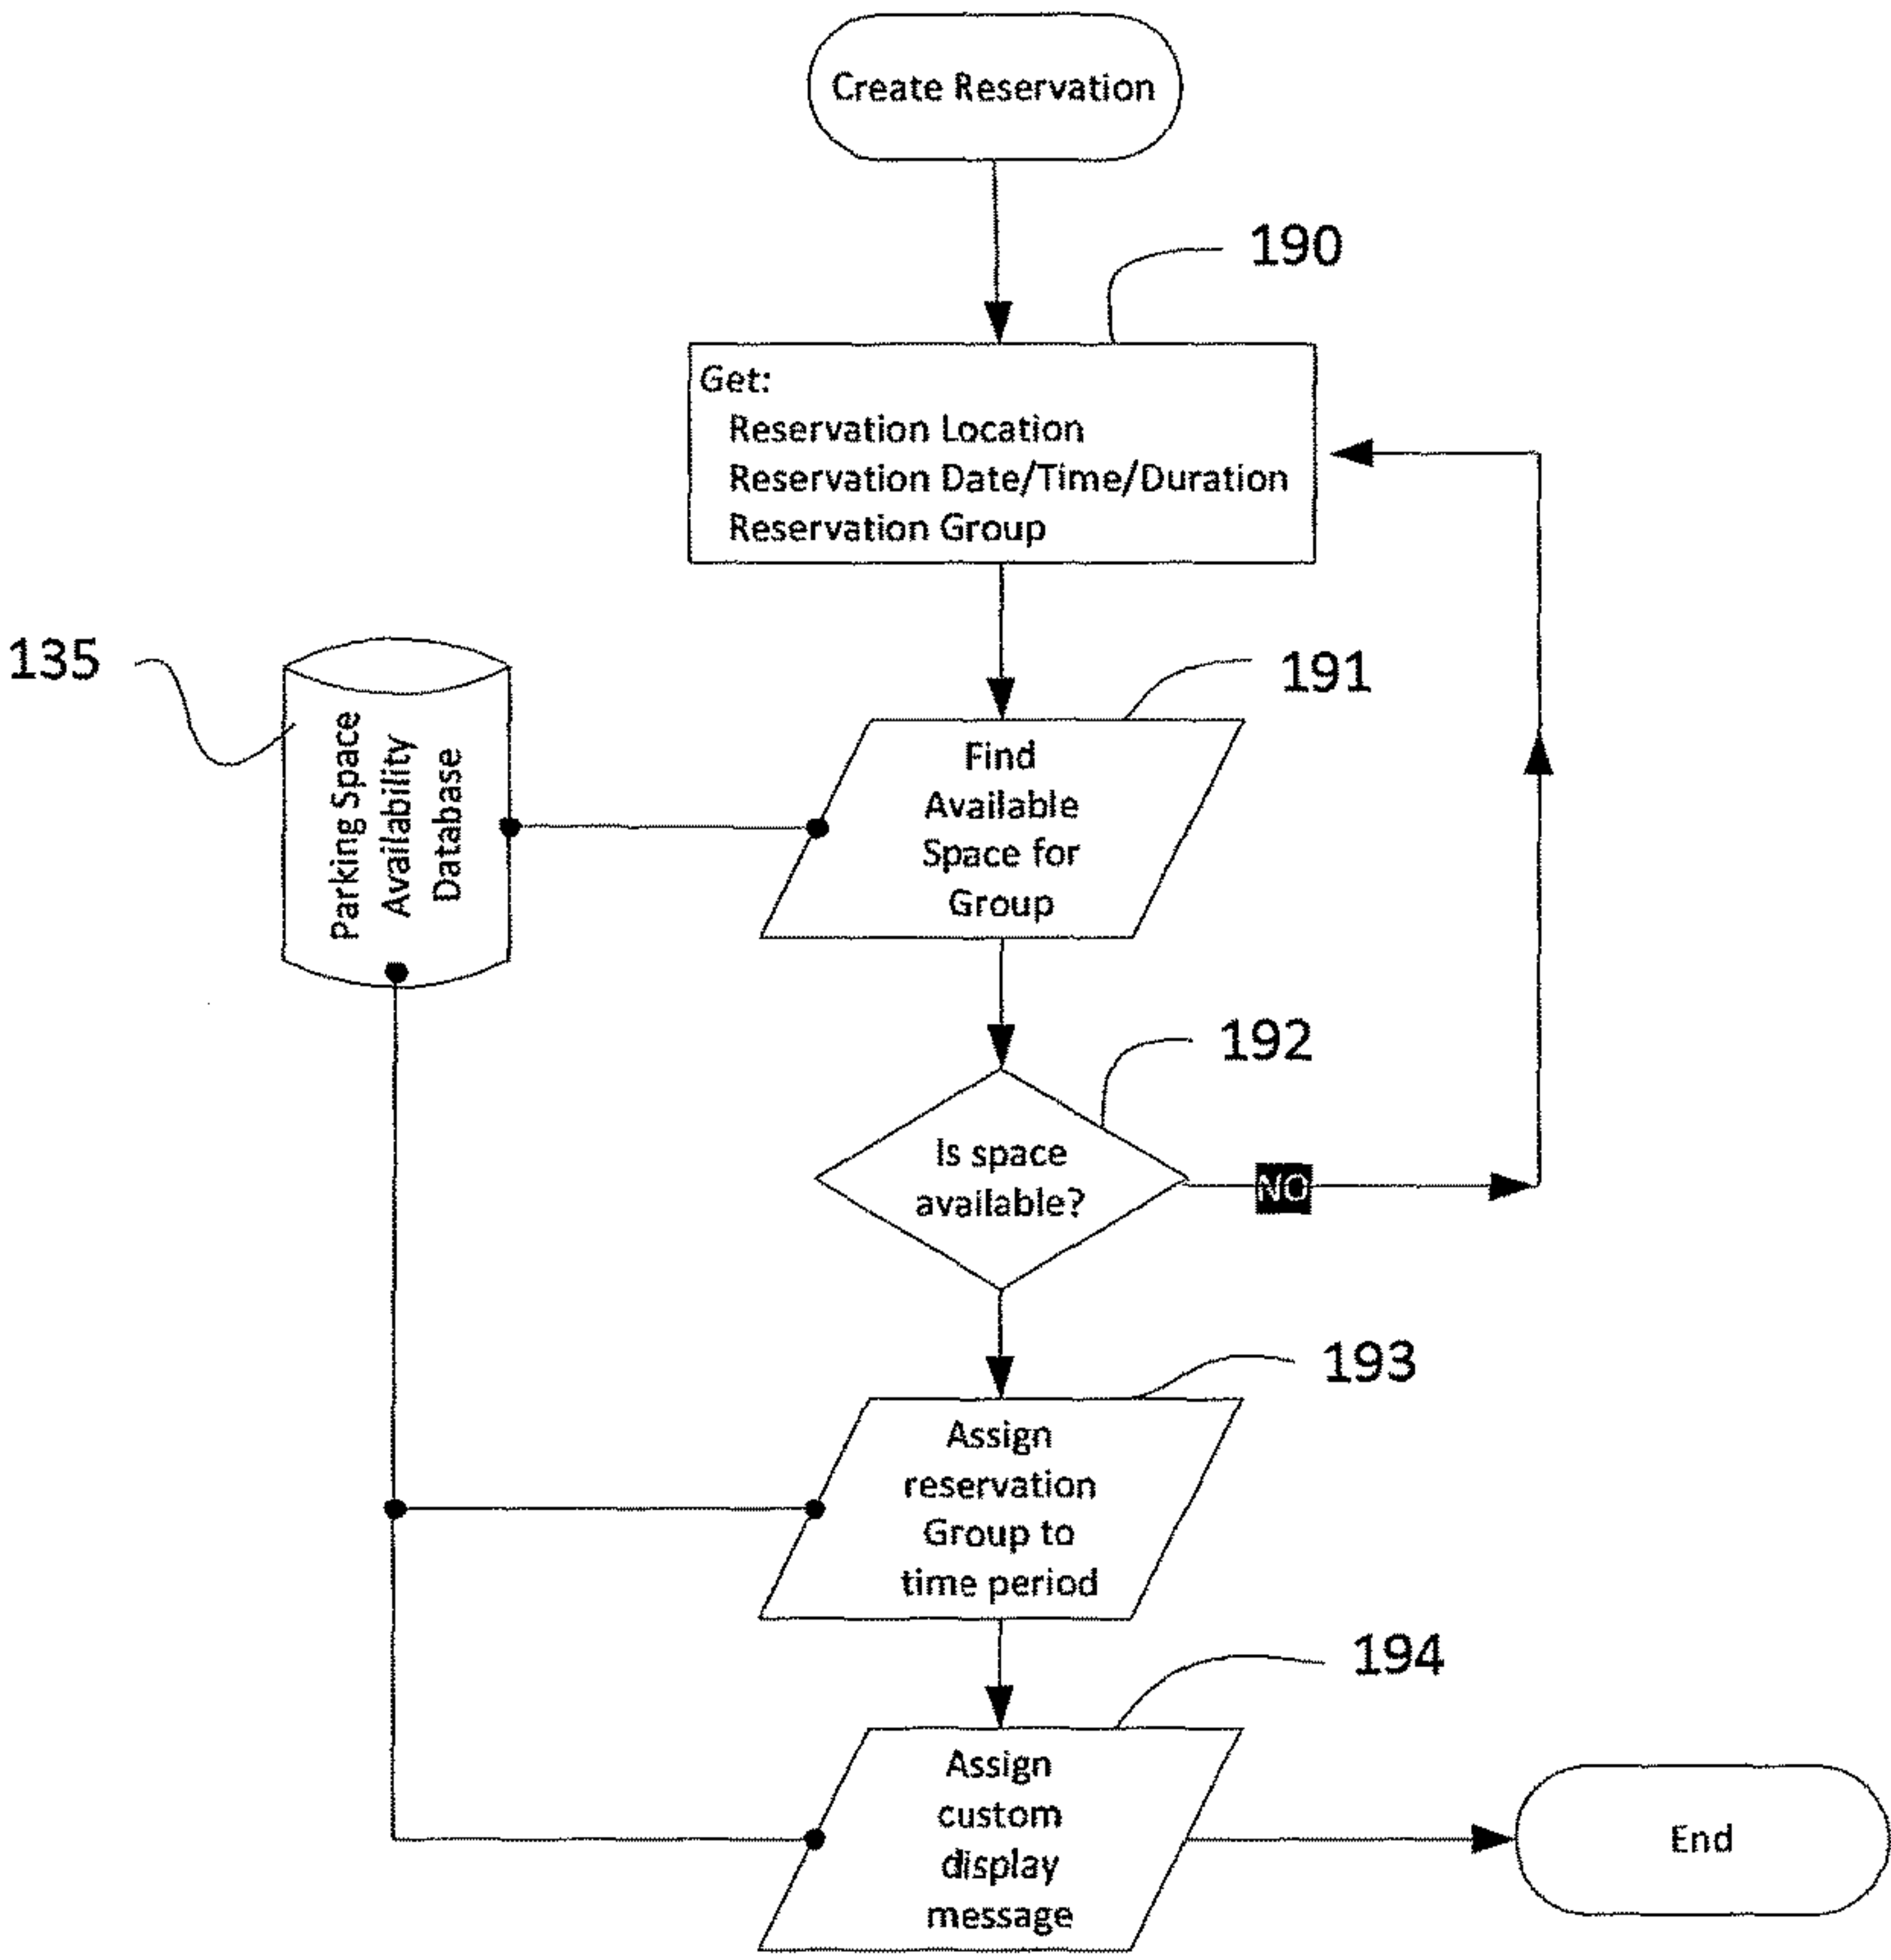 Create Reservation
190
Get:
Reservation Location
Reservation Date/Time/Duration
Reservation Group
135
Parking Space
Availability
Database
191
Find
Available
Space for
Group
192
Is space
available?
NO
193
Assign
reservation
Group to
time period
194
Assign
custom
display
message
End